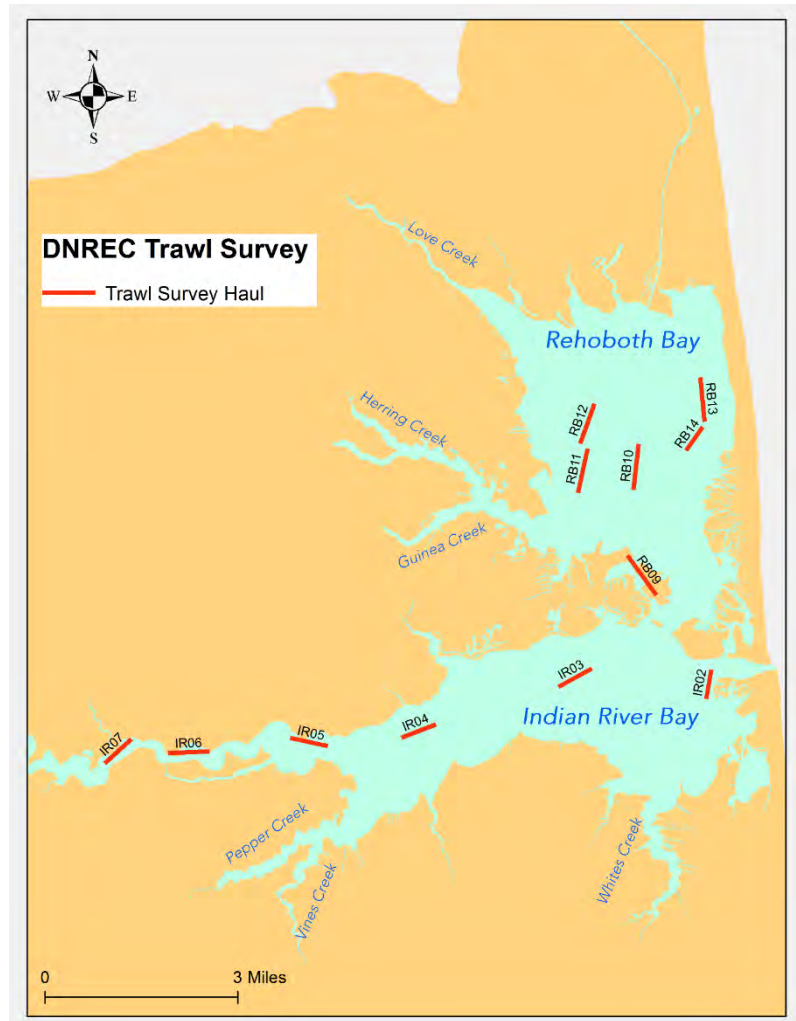 N
W E
S
Love Creek
DNREC Trawl Survey
Trawl Survey Haul
Rehoboth Bay
RB13
Herring Creek
RB12
RB14
RB11
RB10
Guinea Creek
RB09
IR03
IR02
IR04
Indian River Bay
IR07
IR06
IR05
Pepper Creek
Whites Creek
Vines Creek
0 3 Miles